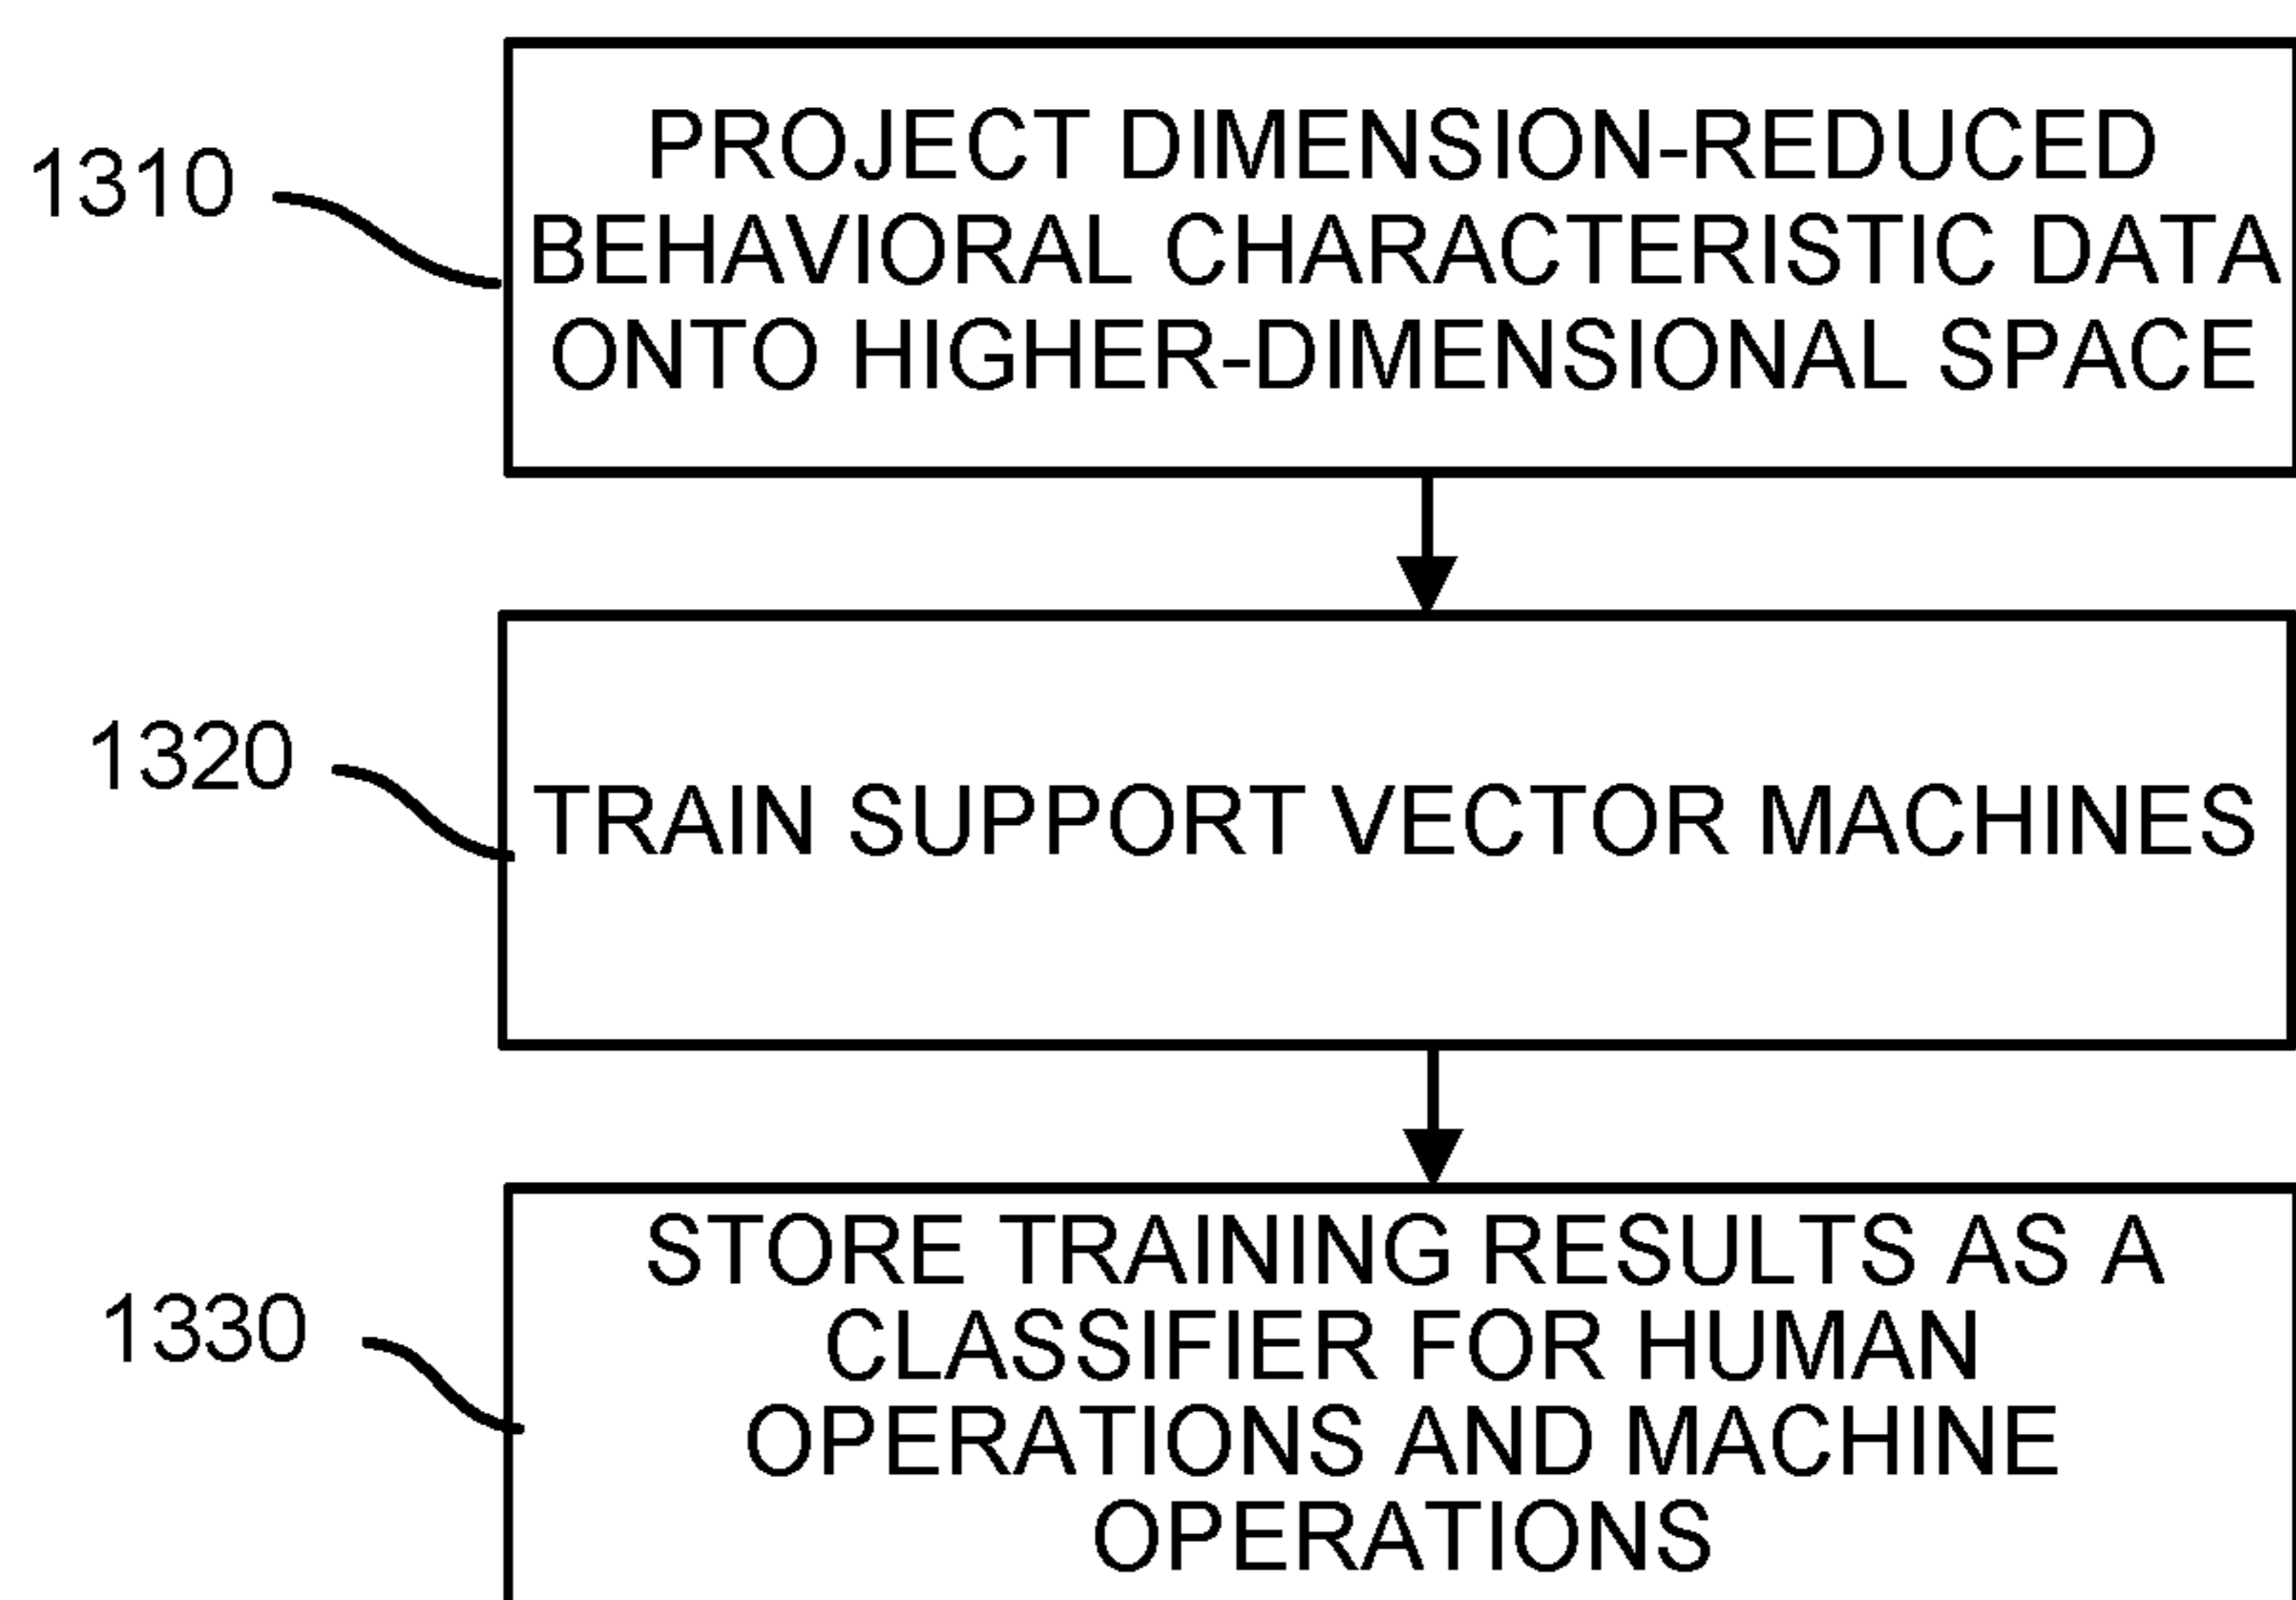 1310
PROJECT DIMENSION-REDUCED
BEHAVIORAL CHARACTERISTIC DATA
ONTO HIGHER-DIMENSIONAL SPACE
1320
TRAIN SUPPORT VECTOR MACHINES
1330
STORE TRAINING RESULTS AS A
CLASSIFIER FOR HUMAN
OPERATIONS AND MACHINE
OPERATIONS